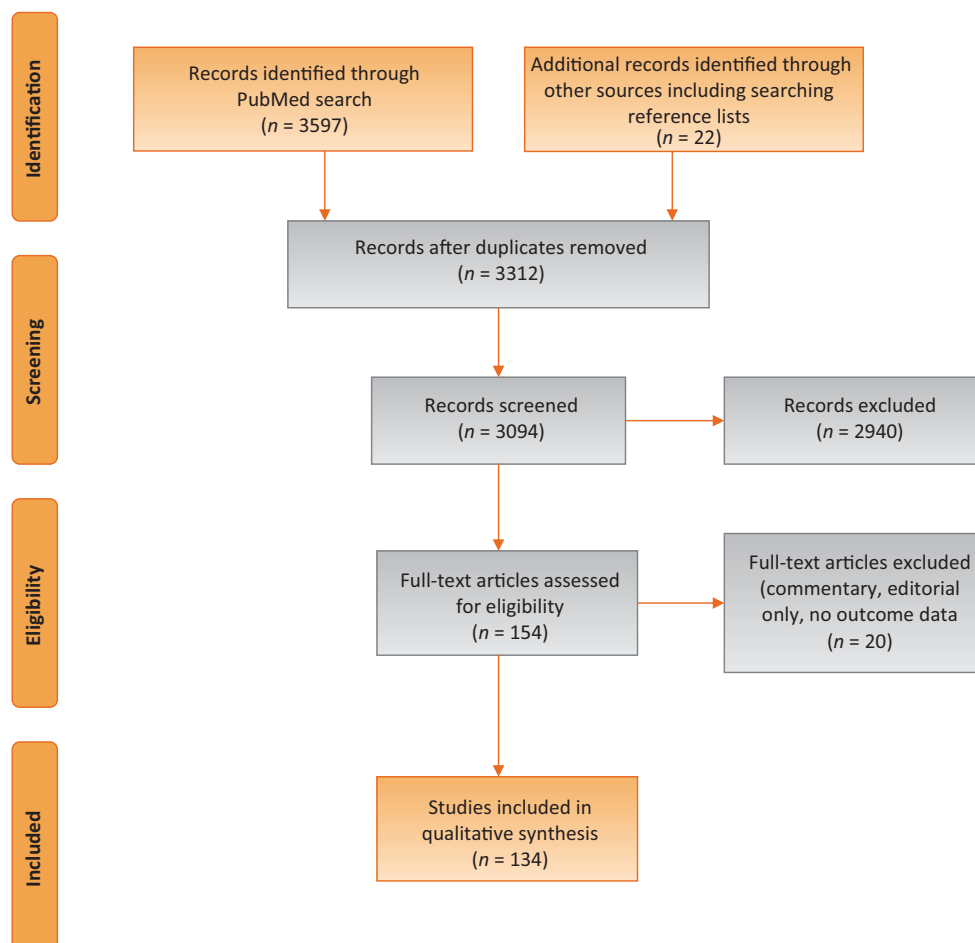 Identification
Records identified through
PubMed search
(n = 3597)
Additional records identified through
other sources including searching
reference lists
(n = 22)
Records after duplicates removed
(n = 3312)
Screening
Records screened
(n = 3094)
Records excluded
(n = 2940)
Eligibility
Full-text articles assessed
for eligibility
(n = 154)
Full-text articles excluded
(commentary, editorial
only, no outcome data
(n = 20)
Included
Studies included in
qualitative synthesis
(n = 134)